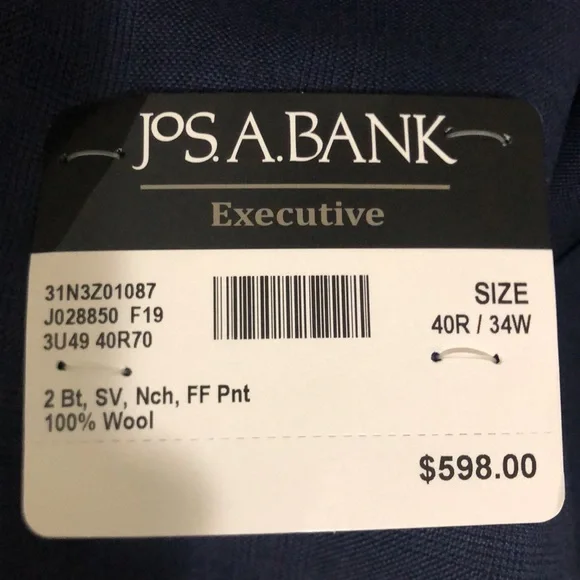 JOS. A. BANK
Executive
31N3Z01087
J028850 F19
3U49 40R70
SIZE
40R / 34W
2 Bt, SV, Nch, FF Pnt
100% Wool
$598.00